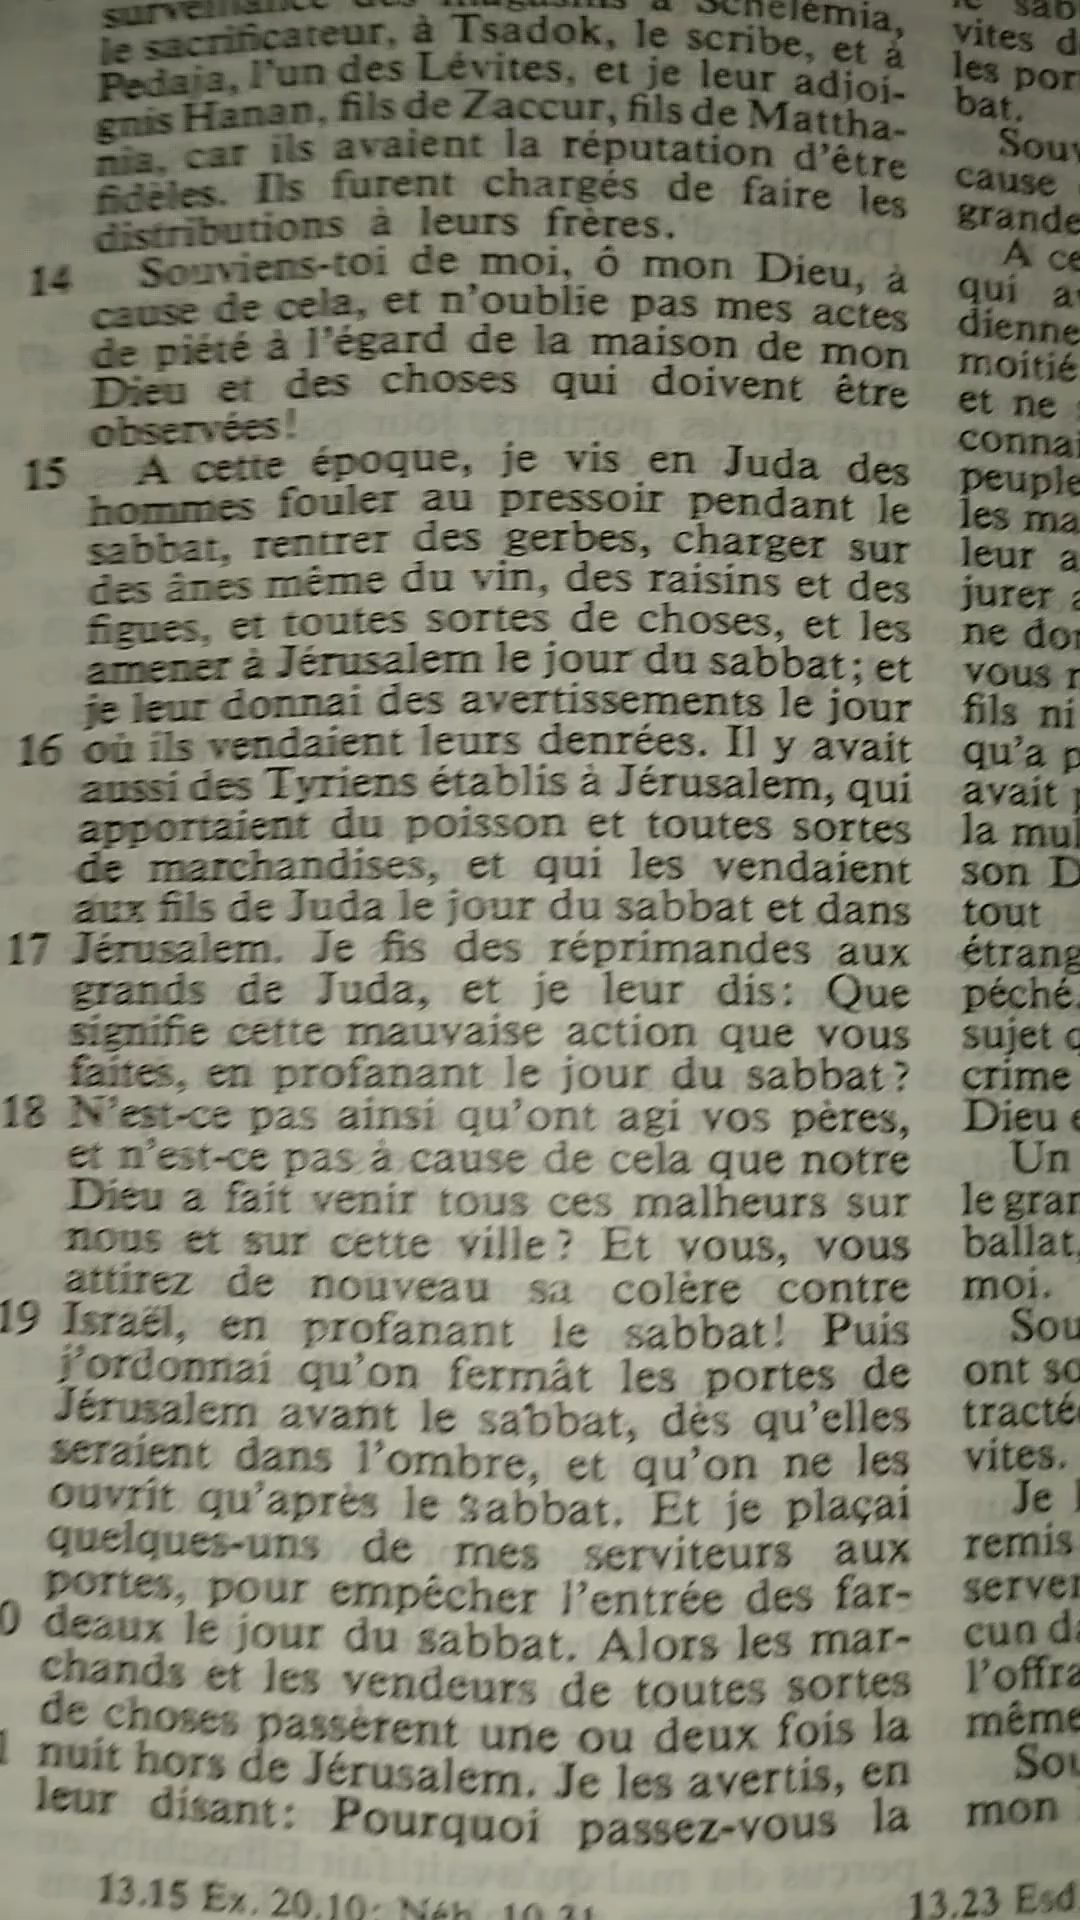 surveillance des magasins à Schélémia,
le sacrificateur, à Tsadok, le scribe, et à
Pedaja, l'un des Lévites, et je leur adjoi-
gnis Hanan, fils de Zaccur, fils de Mattha-
nia, car ils avaient la réputation d'être
fidèles. Ils furent chargés de faire les
distributions à leurs frères.
14 Souviens-toi de moi, ô mon Dieu, à
cause de cela, et n'oublie pas mes actes
de piété à l'égard de la maison de mon
Dieu et des choses qui doivent être
observées!
15 A cette époque, je vis en Juda des
hommes fouler au pressoir pendant le
sabbat, rentrer des gerbes, charger sur
des ânes même du vin, des raisins et des
figues, et toutes sortes de choses, et les
amener à Jérusalem le jour du sabbat; et
je leur donnai des avertissements le jour
16 où ils vendaient leurs denrées. Il y avait
aussi des Tyriens établis à Jérusalem, qui
apportaient du poisson et toutes sortes
de marchandises, et qui les vendaient
aux fils de Juda le jour du sabbat et dans
17 Jérusalem. Je fis des réprimandes aux
grands de Juda, et je leur dis: Que
signifie cette mauvaise action que vous
faites, en profanant le jour du sabbat?
18 N'est-ce pas ainsi qu'ont agi vos pères,
et n'est-ce pas à cause de cela que notre
Dieu a fait venir tous ces malheurs sur
nous et sur cette ville? Et vous, vous
attirez de nouveau sa colère contre
19 Israël, en profanant le sabbat! Puis
j'ordonnai qu'on fermât les portes de
Jérusalem avant le sabbat, dès qu'elles
seraient dans l'ombre, et qu'on ne les
ouvrît qu'après le sabbat. Et je plaçai
quelques-uns de mes serviteurs aux
portes, pour empêcher l'entrée des far-
0 deaux le jour du sabbat. Alors les mar-
chands et les vendeurs de toutes sortes
de choses passèrent une ou deux fois la
1 nuit hors de Jérusalem. Je les avertis, en
leur disant: Pourquoi passez-vous la
13.15 Ex. 20.10; Néh. 10.31.
le sab
vites d
les por
bat.
Souv
cause
grande
A ce
qui a
dienne
moitié
et ne
connai
peuple
les ma
leur a
jurer
ne don
vous
fils ni
qu'a p
avait
la mul
son D
tout
étrang
péché.
sujet
crime
Dieu
Un
le gran
ballat,
moi.
Sou
ont so
tracté
vites.
Je
remis
server
cun da
l'offra
même
Sou
mon
13.23 Esd